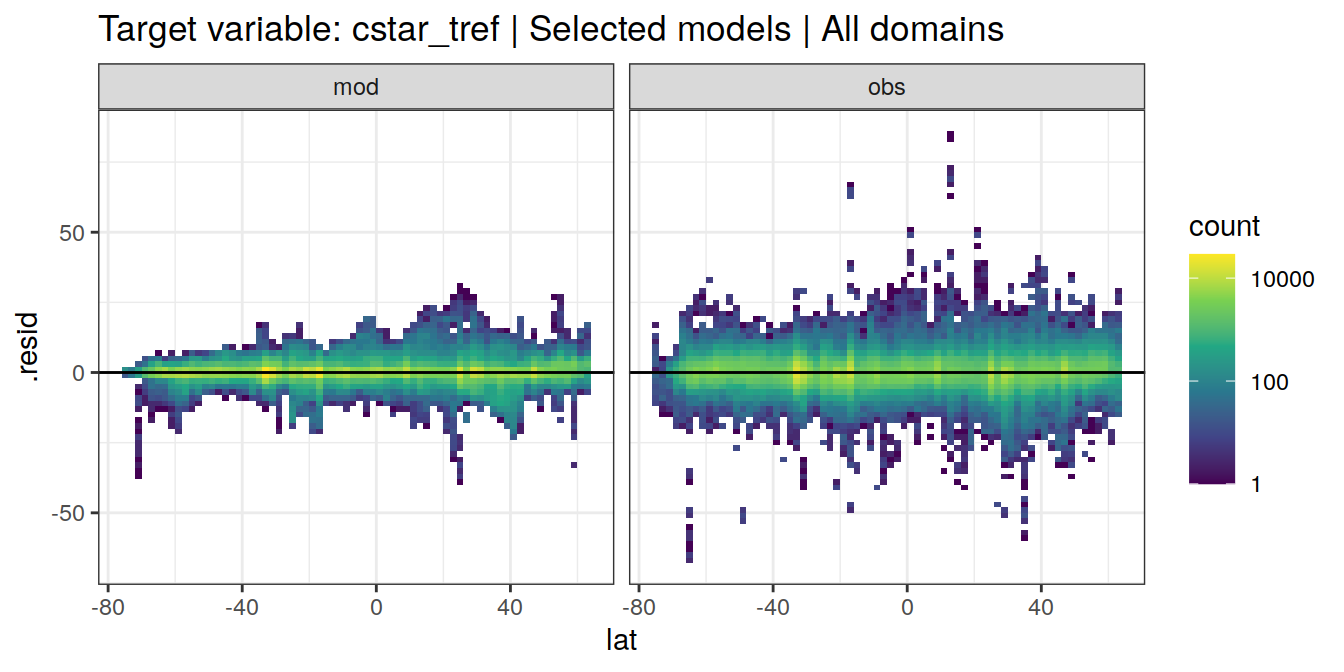 Target variable: cstar_tref | Selected models | All domains
mod
obs
.resid
50
0
-50
-80
-40
0
40
-80
-40
0
40
lat
count
10000
100
1